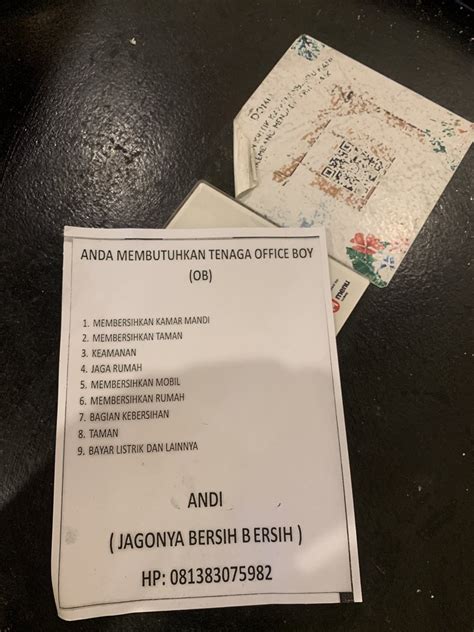 ANDA MEMBUTUHKAN TENAGA OFFICE BOY
(OB)
1. MEMBERSIHKAN KAMAR MANDI
2. MEMBERSIHKAN TAMAN
3. KEAMANAN
4. JAGA RUMAH
5. MEMBERSIHKAN MOBIL
6. MEMBERSIHKAN RUMAH
7. BAGIAN KEBERSIHAN
8. TAMAN
9. BAYAR LISTRIK DAN LAINNYA
ANDI
( JAGONYA BERSIH BERSIH )
HP: 081383075982